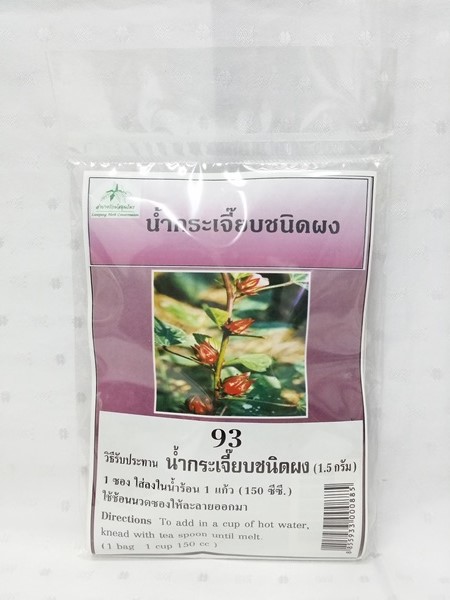 น้ำกระเจี๊ยบชนิดผง
93
วิธีรับประทาน น้ำกระเจี๊ยบชนิดผง (1.5 กรัม)
1 ซอง ใส่ลงในน้ำร้อน 1 แก้ว (150 ซีซี.)
ใช้ช้อนนวดซองให้ละลายออกมา
Directions To add in a cup of hot water,
knead with tea spoon until melt.
(1 bag 1 cup 150 cc )